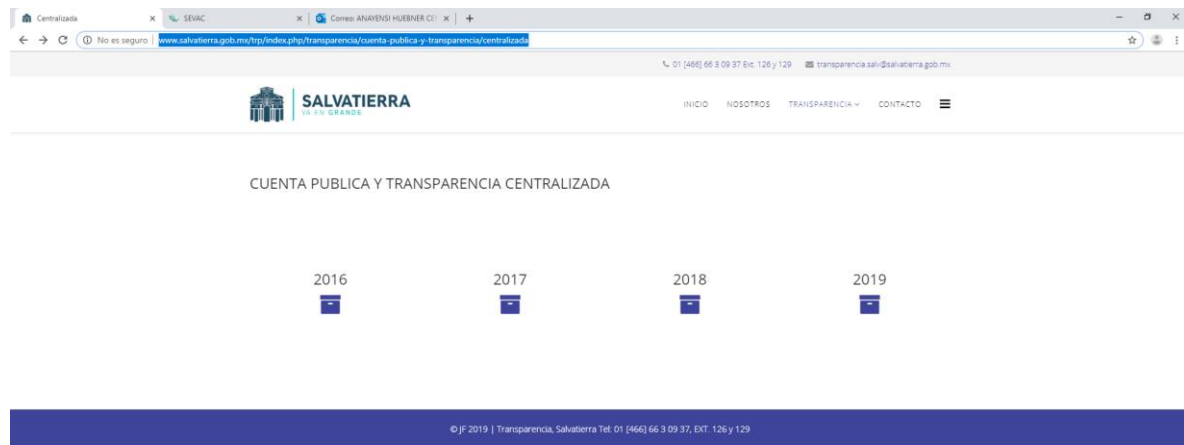 Centralizada
SEVAC
Correo: ANAYENSI HUEBNER CE
No es seguro | www.salvatierra.gob.mx/trp/index.php/transparencia/cuenta-publica-y-transparencia/centralizada
01 [466] 66 3 09 37 Ext. 126 y 129 transparencia.salv@salvatierra.gob.mx
SALVATIERRA
VA EN GRANDE
INICIO NOSOTROS TRANSPARENCIA CONTACTO
CUENTA PUBLICA Y TRANSPARENCIA CENTRALIZADA
2016 2017 2018 2019
© JF 2019 | Transparencia, Salvatierra Tel: 01 [466] 66 3 09 37, EXT. 126 y 129